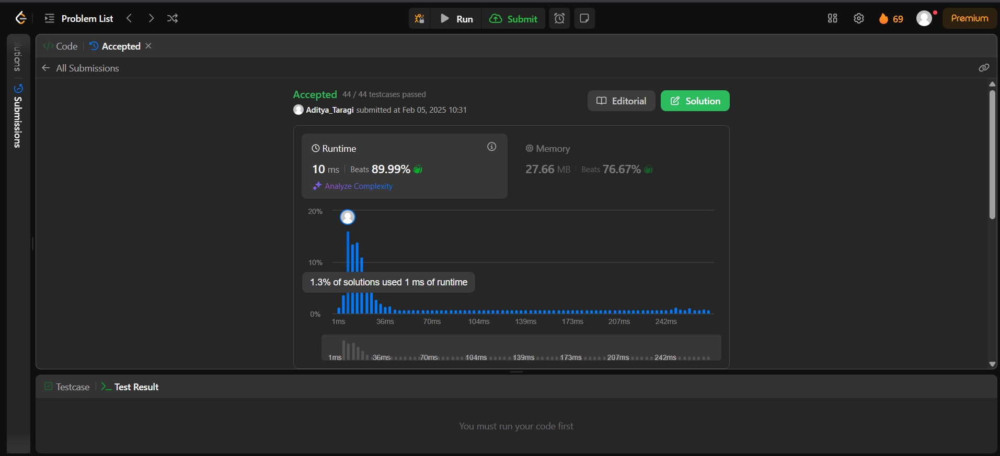 Problem List
Run
Submit
69
Premium
Code
Accepted
All Submissions
Submissions
Accepted 44 / 44 testcases passed
Aditya_Taragi submitted at Feb 05, 2025 10:31
Editorial
Solution
Runtime
10 ms | Beats 89.99%
Analyze Complexity
Memory
27.66 MB | Beats 76.67%
20%
10%
1.3% of solutions used 1 ms of runtime
0%
1ms 36ms 70ms 104ms 139ms 173ms 207ms 242ms
1ms 36ms 70ms 104ms 139ms 173ms 207ms 242ms
Testcase
Test Result
You must run your code first